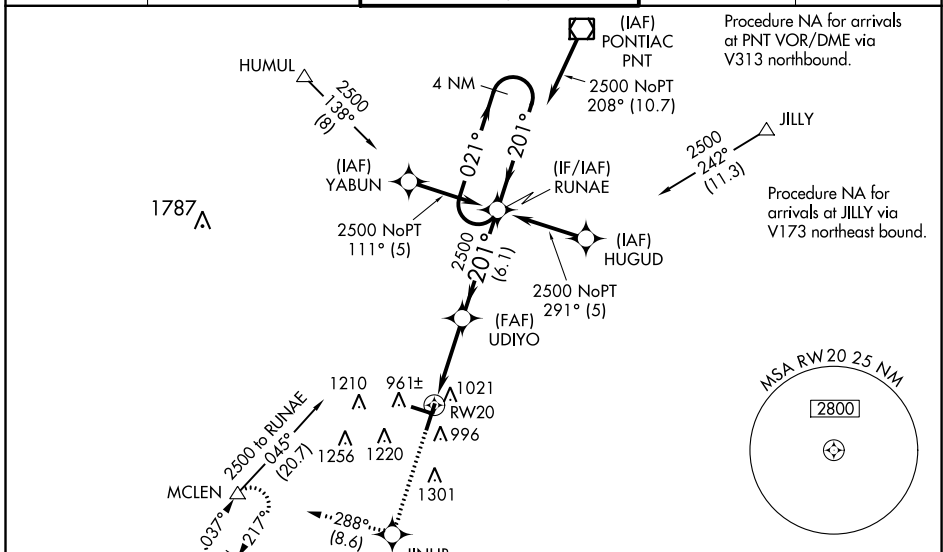 (IAF)
PONTIAC
PNT
Procedure NA for arrivals
at PNT VOR/DME via
V313 northbound.
HUMUL
2500
138°
(8)
4 NM
2500 NoPT
208° (10.7)
021°
201°
JILLY
2500
242°
(11.3)
(IAF)
YABUN
(IF/IAF)
RUNAE
Procedure NA for
arrivals at JILLY via
V173 northeast bound.
1787
2500 NoPT
111° (5)
2500
201°
(6.1)
(IAF)
HUGUD
2500 NoPT
291° (5)
(FAF)
UDIYO
MSA RW 20 25 NM
2800
1210
961±
1021
RW20
1256
1220
996
1301
2500 to RUNAE
045°
(20.7)
MCLEN
037°
217°
288°
(8.6)